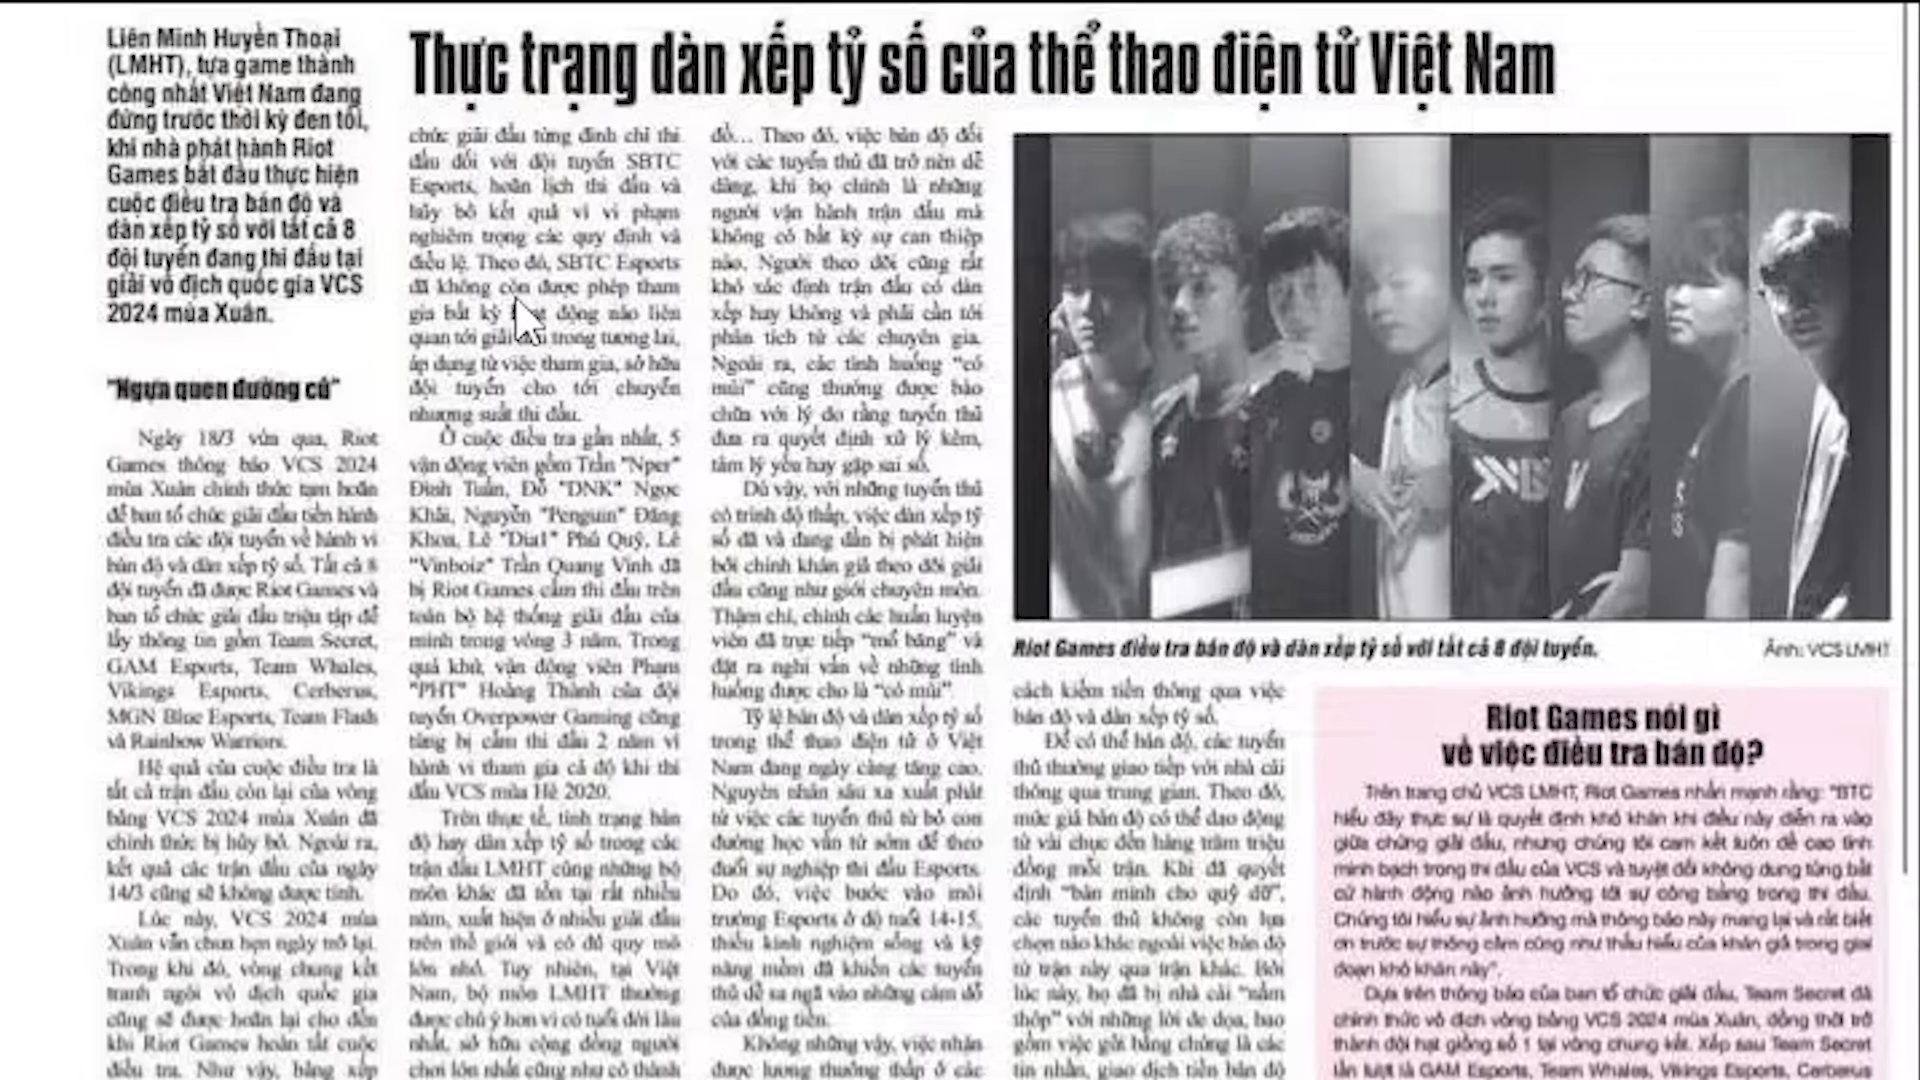 Liên Minh Huyền Thoại
(LMHT), tựa game thành
công nhất Việt Nam đang
đứng trước thời kỳ đen tối,
khi nhà phát hành Riot
Games bắt đầu thực hiện
cuộc điều tra bán độ và
dàn xếp tỷ số với tất cả 8
đội tuyển đang thi đấu tại
giải vô địch quốc gia VCS
2024 mùa Xuân.
"Ngựa quen đường cũ"
Ngày 18/3 vừa qua, Riot
Games thông báo VCS 2024
mùa Xuân chính thức tạm hoãn
để ban tổ chức giải đấu tiến hành
điều tra các đội tuyển về hành vi
bán độ và dàn xếp tỷ số. Tất cả 8
đội tuyển đã được Riot Games và
ban tổ chức giải đấu triệu tập để
lấy thông tin gồm Team Secret,
GAM Esports, Team Whales,
Vikings Esports, Cerberus,
MGN Blue Esports, Team Flash
và Rainbow Warriors.
Hệ quả của cuộc điều tra là
tất cả trận đấu còn lại của vòng
bảng VCS 2024 mùa Xuân đã
chính thức bị hủy bỏ. Ngoài ra,
kết quả các trận đấu của ngày
14/3 cũng sẽ không được tính.
Lúc này, VCS 2024 mùa
Xuân vẫn chưa hẹn ngày trở lại.
Trong khi đó, vòng chung kết
tranh ngôi vô địch quốc gia
cũng sẽ được hoãn lại cho đến
khi Riot Games hoàn tất cuộc
điều tra. Như vậy, bảng xếp
Thực trạng dàn xếp tỷ số của thể thao điện tử Việt Nam
chức giải đấu từng đình chỉ thi
đấu đối với đội tuyển SBTC
Esports, hoãn lịch thi đấu và
hủy bỏ kết quả vì vi phạm
nghiêm trọng các quy định và
điều lệ. Theo đó, SBTC Esports
đã không còn được phép tham
gia bất kỳ động nào liên
quan tới giải trong tương lai,
áp dụng từ việc tham gia, sở hữu
đội tuyển cho tới chuyển
nhượng suất thi đấu.
Ở cuộc điều tra gần nhất, 5
vận động viên gồm Trần "Nper"
Đình Tuấn, Đỗ "DNK" Ngọc
Khải, Nguyễn "Penguin" Đăng
Khoa, Lê "Dia1" Phú Quý, Lê
"Vinboiz" Trần Quang Vinh đã
bị Riot Games cấm thi đấu trên
toàn bộ hệ thống giải đấu của
mình trong vòng 3 năm. Trong
quá khứ, vận động viên Phạm
"PHT" Hoàng Thành của đội
tuyển Overpower Gaming cũng
từng bị cấm thi đấu 2 năm vì
hành vi tham gia cá độ khi thi
đấu VCS mùa Hè 2020.
Trên thực tế, tình trạng bán
độ hay dàn xếp tỷ số trong các
trận đấu LMHT cùng những bộ
môn khác đã tồn tại rất nhiều
năm, xuất hiện ở nhiều giải đấu
trên thế giới và có đủ quy mô
lớn nhỏ. Tuy nhiên, tại Việt
Nam, bộ môn LMHT thường
được chú ý hơn vì có tuổi đời lâu
nhất, sở hữu cộng đồng người
chơi lớn nhất cũng như có thành
đồ... Theo đó, việc bán độ đối
với các tuyển thủ đã trở nên dễ
dàng, khi họ chính là những
người vận hành trận đấu mà
không có bất kỳ sự can thiệp
nào. Người theo dõi cũng rất
khó xác định trận đấu có dàn
xếp hay không và phải cần tới
phân tích từ các chuyên gia.
Ngoài ra, các tình huống "có
mùi" cũng thường được bào
chữa với lý do rằng tuyển thủ
đưa ra quyết định xử lý kém,
tâm lý yếu hay gặp sai số.
Dù vậy, với những tuyển thủ
có trình độ thấp, việc dàn xếp tỷ
số đã và đang dần bị phát hiện
bởi chính khán giả theo dõi giải
đấu cũng như giới chuyên môn.
Thậm chí, chính các huấn luyện
viên đã trực tiếp "mổ băng" và
đặt ra nghi vấn về những tình
huống được cho là "có mùi".
Tỷ lệ bán độ và dàn xếp tỷ số
trong thể thao điện tử ở Việt
Nam đang ngày càng tăng cao.
Nguyên nhân sâu xa xuất phát
từ việc các tuyển thủ từ bỏ con
đường học vấn từ sớm để theo
đuổi sự nghiệp thi đấu Esports.
Do đó, việc bước vào môi
trường Esports ở độ tuổi 14-15,
thiếu kinh nghiệm sống và kỹ
năng mềm đã khiến các tuyển
thủ dễ sa ngã vào những cám dỗ
của đồng tiền.
Không những vậy, việc nhận
được lương thưởng thấp ở các
Riot Games điều tra bán độ và dàn xếp tỷ số với tất cả 8 đội tuyển.
Ảnh: VCS LMHT
cách kiếm tiền thông qua việc
bán độ và dàn xếp tỷ số.
Để có thể bán độ, các tuyển
thủ thường giao tiếp với nhà cái
thông qua trung gian. Theo đó,
mức giá bán độ có thể dao động
từ vài chục đến hàng trăm triệu
đồng mỗi trận. Khi đã quyết
định "bán mình cho quỷ dữ",
các tuyển thủ không còn lựa
chọn nào khác ngoài việc bán độ
từ trận này qua trận khác. Bởi
lúc này, họ đã bị nhà cái "nắm
thóp" với những lời đe dọa, bao
gồm việc gửi bằng chứng là các
tin nhắn, giao dịch tiền bán độ
Riot Games nói gì
về việc điều tra bán độ?
Trên trang chủ VCS LMHT, Riot Games nhấn mạnh rằng: "BTC
hiểu đây thực sự là quyết định khó khăn khi điều này diễn ra vào
giữa chừng giải đấu, nhưng chúng tôi cam kết luôn đề cao tính
minh bạch trong thi đấu của VCS và tuyệt đối không dung túng bất
cứ hành động nào ảnh hưởng tới sự công bằng trong thi đấu.
Chúng tôi hiểu sự ảnh hưởng mà thông báo này mang lại và rất biết
ơn trước sự thông cảm cũng như thấu hiểu của khán giả trong giai
đoạn khó khăn này".
Dựa trên thông báo của ban tổ chức giải đấu, Team Secret đã
chính thức vô địch vòng bảng VCS 2024 mùa Xuân, đồng thời trở
thành đội hạt giống số 1 tại vòng chung kết. Xếp sau Team Secret
lần lượt là GAM Esports, Team Whales, Vikings Esports, Cerberus